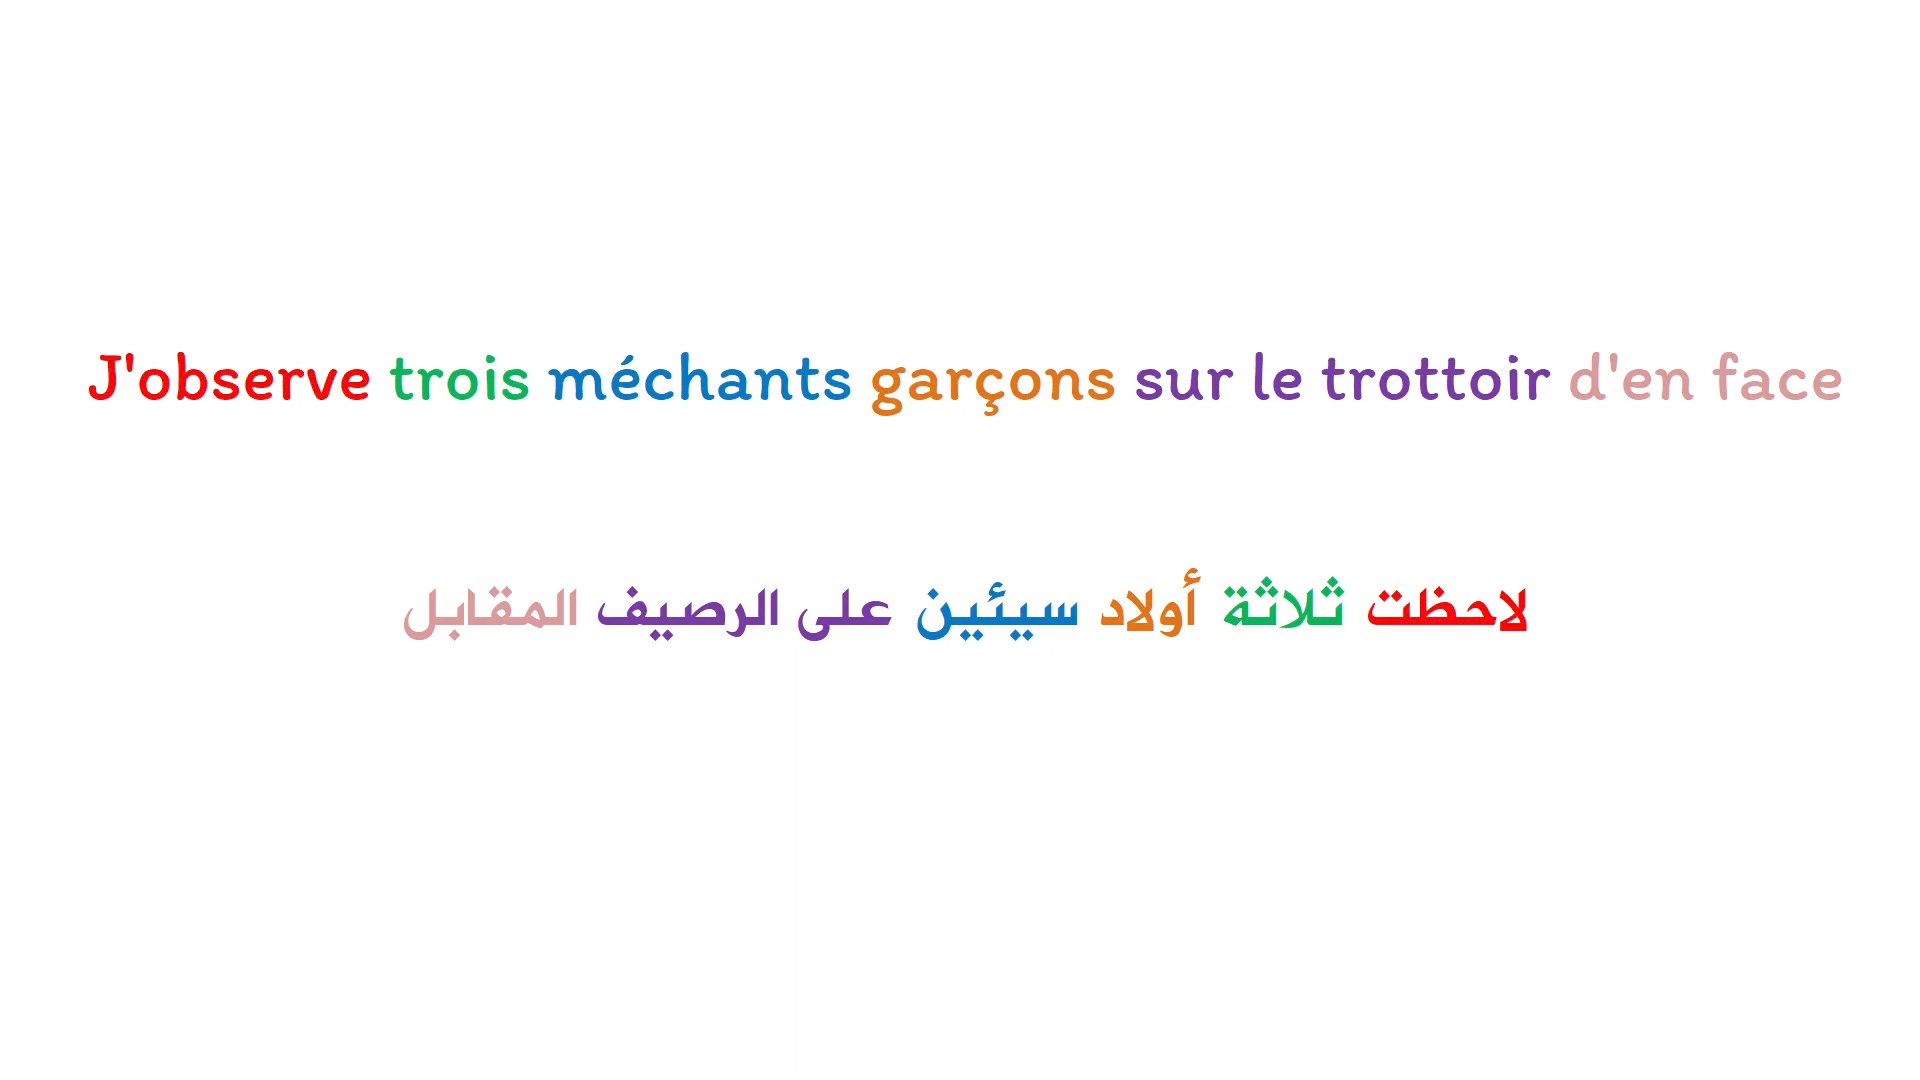 J'observe trois méchants garçons sur le trottoir d'en face
لاحظت ثلاثة أولاد سيئين على الرصيف المقابل